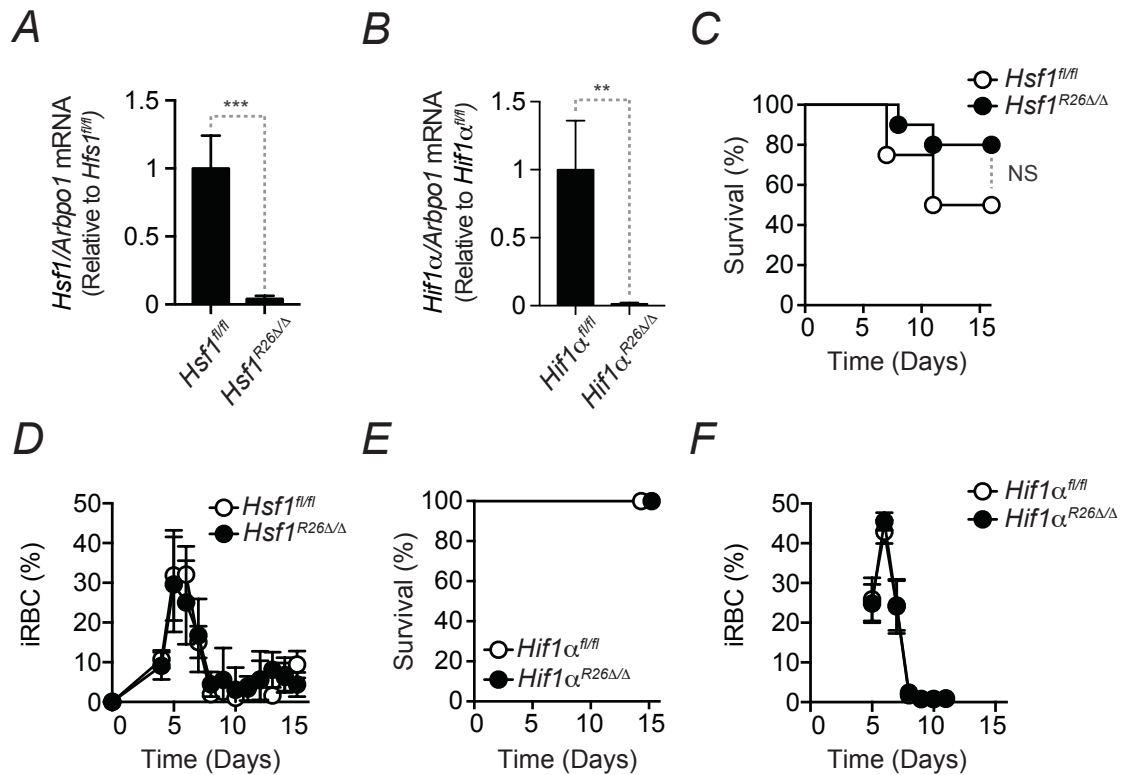 A
Hsf1/Arbpo1 mRNA
(Relative to Hfs1fl/fl)
1.5
1
0.5
0
***
Hsf1fl/fl
Hsf1R26Δ/Δ
B
Hif1α/Arbpo1 mRNA
(Relative to Hif1αfl/fl)
1.5
1
0.5
0
**
Hif1αfl/fl
Hif1αR26Δ/Δ
C
Hsf1fl/fl
Hsf1R26Δ/Δ
Survival (%)
100
80
60
40
20
0
NS
0 5 10 15
Time (Days)
D
Hsf1fl/fl
Hsf1R26Δ/Δ
iRBC (%)
50
40
30
20
10
0
0 5 10 15
Time (Days)
E
Survival (%)
100
80
60
40
20
0
Hif1αfl/fl
Hif1αR26Δ/Δ
0 5 10 15
Time (Days)
F
Hif1αfl/fl
Hif1αR26Δ/Δ
iRBC (%)
50
40
30
20
10
0
0 5 10 15
Time (Days)